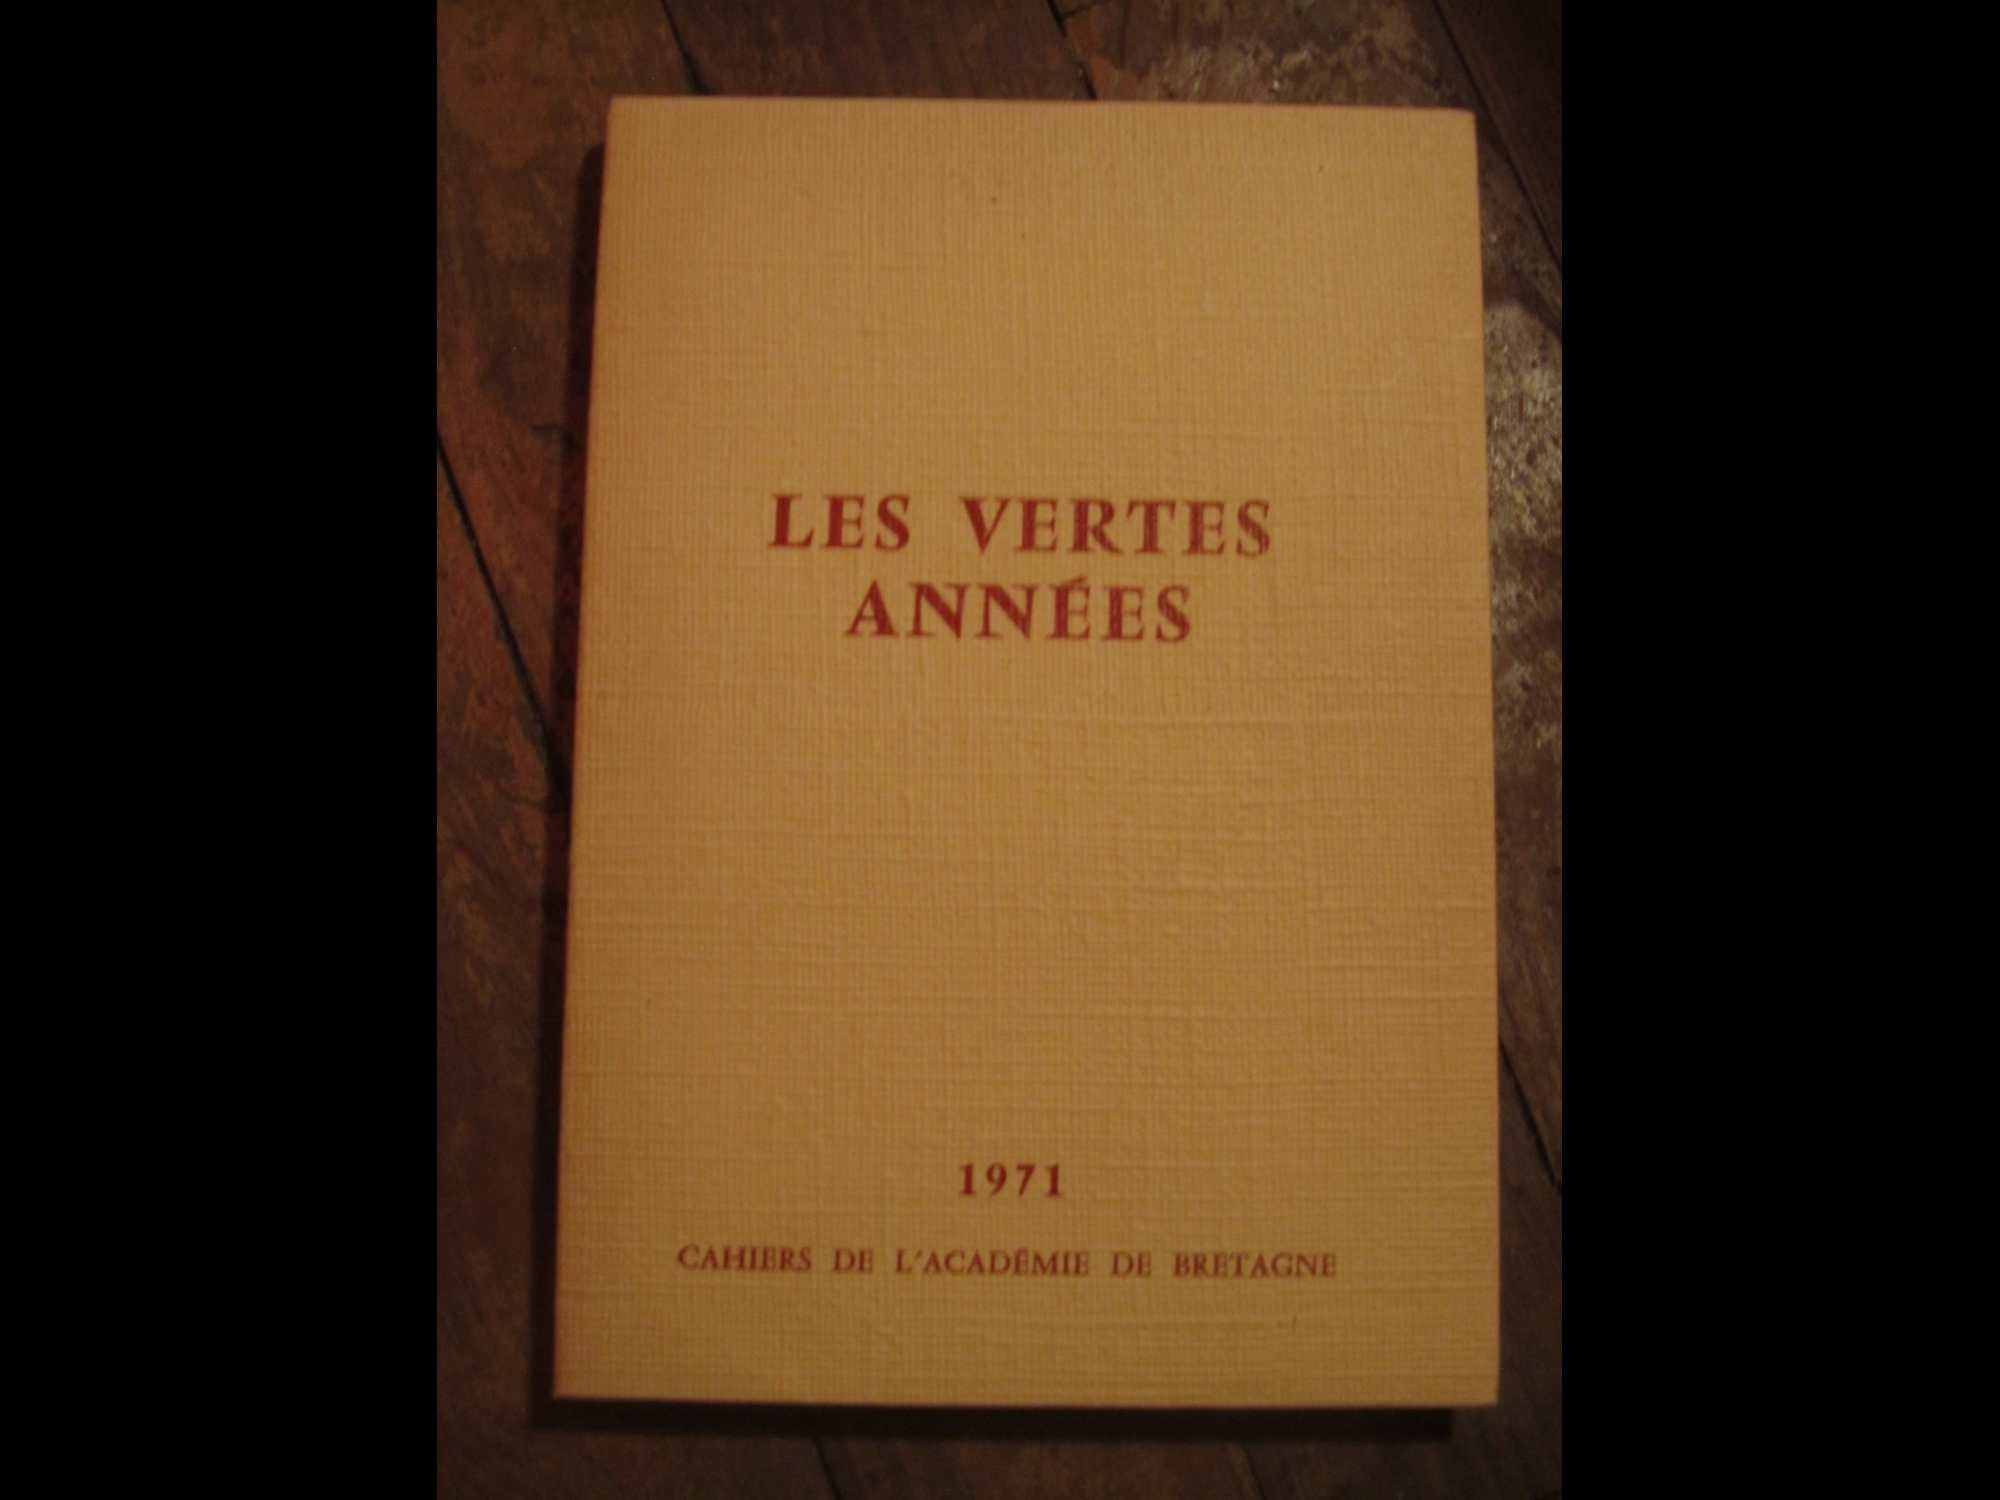 LES VERTES
ANNÉES
1971
CAHIERS DE L'ACADÉMIE DE BRETAGNE